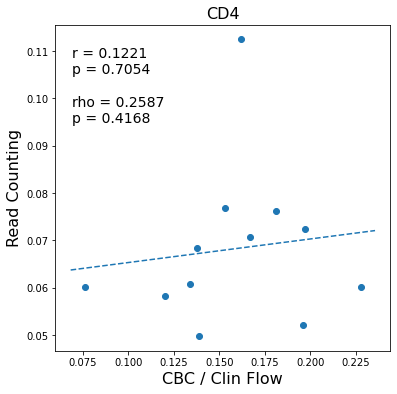 CD4
r = 0.1221
p = 0.7054
rho = 0.2587
p = 0.4168
Read Counting
0.11
0.10
0.09
0.08
0.07
0.06
0.05
0.075
0.100
0.125
0.150
0.175
0.200
0.225
CBC / Clin Flow